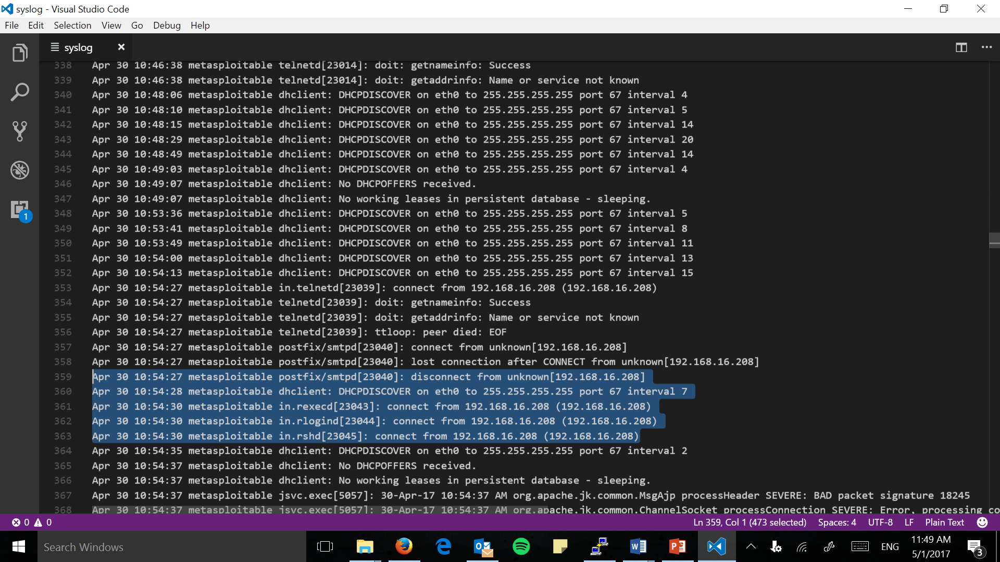 syslog - Visual Studio Code
File Edit Selection View Go Debug Help
syslog
338 Apr 30 10:46:38 metasploitable telnetd[23014]: doit: getnameinfo: Success
339 Apr 30 10:46:38 metasploitable telnetd[23014]: doit: getaddrinfo: Name or service not known
340 Apr 30 10:48:06 metasploitable dhclient: DHCPDISCOVER on eth0 to 255.255.255.255 port 67 interval 4
341 Apr 30 10:48:10 metasploitable dhclient: DHCPDISCOVER on eth0 to 255.255.255.255 port 67 interval 5
342 Apr 30 10:48:15 metasploitable dhclient: DHCPDISCOVER on eth0 to 255.255.255.255 port 67 interval 14
343 Apr 30 10:48:29 metasploitable dhclient: DHCPDISCOVER on eth0 to 255.255.255.255 port 67 interval 20
344 Apr 30 10:48:49 metasploitable dhclient: DHCPDISCOVER on eth0 to 255.255.255.255 port 67 interval 14
345 Apr 30 10:49:03 metasploitable dhclient: DHCPDISCOVER on eth0 to 255.255.255.255 port 67 interval 4
346 Apr 30 10:49:07 metasploitable dhclient: No DHCPOFFERS received.
347 Apr 30 10:49:07 metasploitable dhclient: No working leases in persistent database - sleeping.
348 Apr 30 10:53:36 metasploitable dhclient: DHCPDISCOVER on eth0 to 255.255.255.255 port 67 interval 5
349 Apr 30 10:53:41 metasploitable dhclient: DHCPDISCOVER on eth0 to 255.255.255.255 port 67 interval 8
350 Apr 30 10:53:49 metasploitable dhclient: DHCPDISCOVER on eth0 to 255.255.255.255 port 67 interval 11
351 Apr 30 10:54:00 metasploitable dhclient: DHCPDISCOVER on eth0 to 255.255.255.255 port 67 interval 13
352 Apr 30 10:54:13 metasploitable dhclient: DHCPDISCOVER on eth0 to 255.255.255.255 port 67 interval 15
353 Apr 30 10:54:27 metasploitable in.telnetd[23039]: connect from 192.168.16.208 (192.168.16.208)
354 Apr 30 10:54:27 metasploitable telnetd[23039]: doit: getnameinfo: Success
355 Apr 30 10:54:27 metasploitable telnetd[23039]: doit: getaddrinfo: Name or service not known
356 Apr 30 10:54:27 metasploitable telnetd[23039]: ttloop: peer died: EOF
357 Apr 30 10:54:27 metasploitable postfix/smtpd[23040]: connect from unknown[192.168.16.208]
358 Apr 30 10:54:27 metasploitable postfix/smtpd[23040]: lost connection after CONNECT from unknown[192.168.16.208]
359 Apr 30 10:54:27 metasploitable postfix/smtpd[23040]: disconnect from unknown[192.168.16.208]
360 Apr 30 10:54:28 metasploitable dhclient: DHCPDISCOVER on eth0 to 255.255.255.255 port 67 interval 7
361 Apr 30 10:54:30 metasploitable in.rexecd[23043]: connect from 192.168.16.208 (192.168.16.208)
362 Apr 30 10:54:30 metasploitable in.rlogind[23044]: connect from 192.168.16.208 (192.168.16.208)
363 Apr 30 10:54:30 metasploitable in.rshd[23045]: connect from 192.168.16.208 (192.168.16.208)
364 Apr 30 10:54:35 metasploitable dhclient: DHCPDISCOVER on eth0 to 255.255.255.255 port 67 interval 2
365 Apr 30 10:54:37 metasploitable dhclient: No DHCPOFFERS received.
366 Apr 30 10:54:37 metasploitable dhclient: No working leases in persistent database - sleeping.
367 Apr 30 10:54:37 metasploitable jsvc.exec[5057]: 30-Apr-17 10:54:37 AM org.apache.jk.common.MsgAjp processHeader SEVERE: BAD packet signature 18245
368 Apr 30 10:54:37 metasploitable jsvc.exec[5057]: 30-Apr-17 10:54:37 AM org.apache.jk.common.ChannelSocket processConnection SEVERE: Error, processing co
1
0 0 Ln 359, Col 1 (473 selected) Spaces: 4 UTF-8 LF Plain Text
Search Windows ENG 11:49 AM
5/1/2017 3